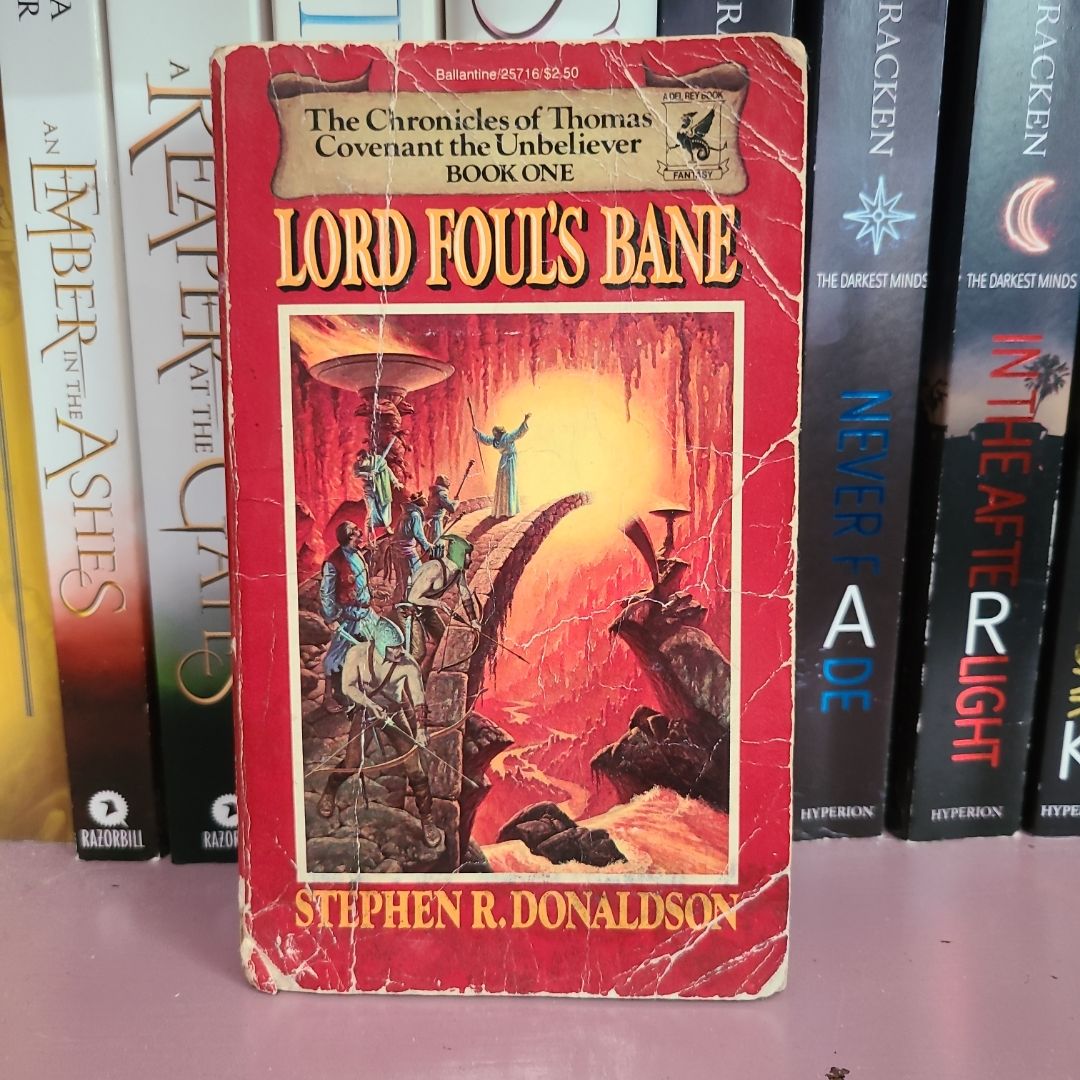 Ballantine/25716/$2.50
The Chronicles of Thomas
Covenant the Unbeliever
BOOK ONE
A DEL REY BOOK
FANTASY
LORD FOUL'S BANE
STEPHEN R. DONALDSON
AN EMBER IN THE ASHES
RAZORBILL
A REAPER AT THE GATES
RACKEN
THE DARKEST MINDS
NEVER FADE
HYPERION
RACKEN
THE DARKEST MINDS
IN THE AFTERLIGHT
HYPERION